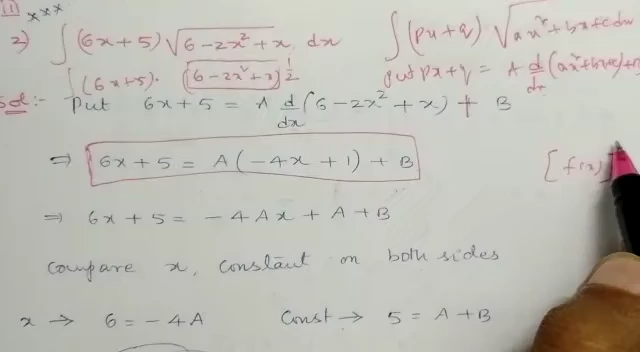 1 ***
2) ∫(6x+5)√(6-2x²+x) dx ∫(px+q)√(ax²+bx+c) dx
∫(6x+5)·(6-2x²+x)^½ put px+q = A d/dx(ax²+bx+c)+
Sol:- Put 6x+5 = A d/dx(6-2x²+x) + B
⇒ 6x+5 = A(-4x+1) + B [f(x)]
⇒ 6x+5 = -4Ax + A + B
compare x, constant on both sides
x → 6 = -4A Const → 5 = A+B